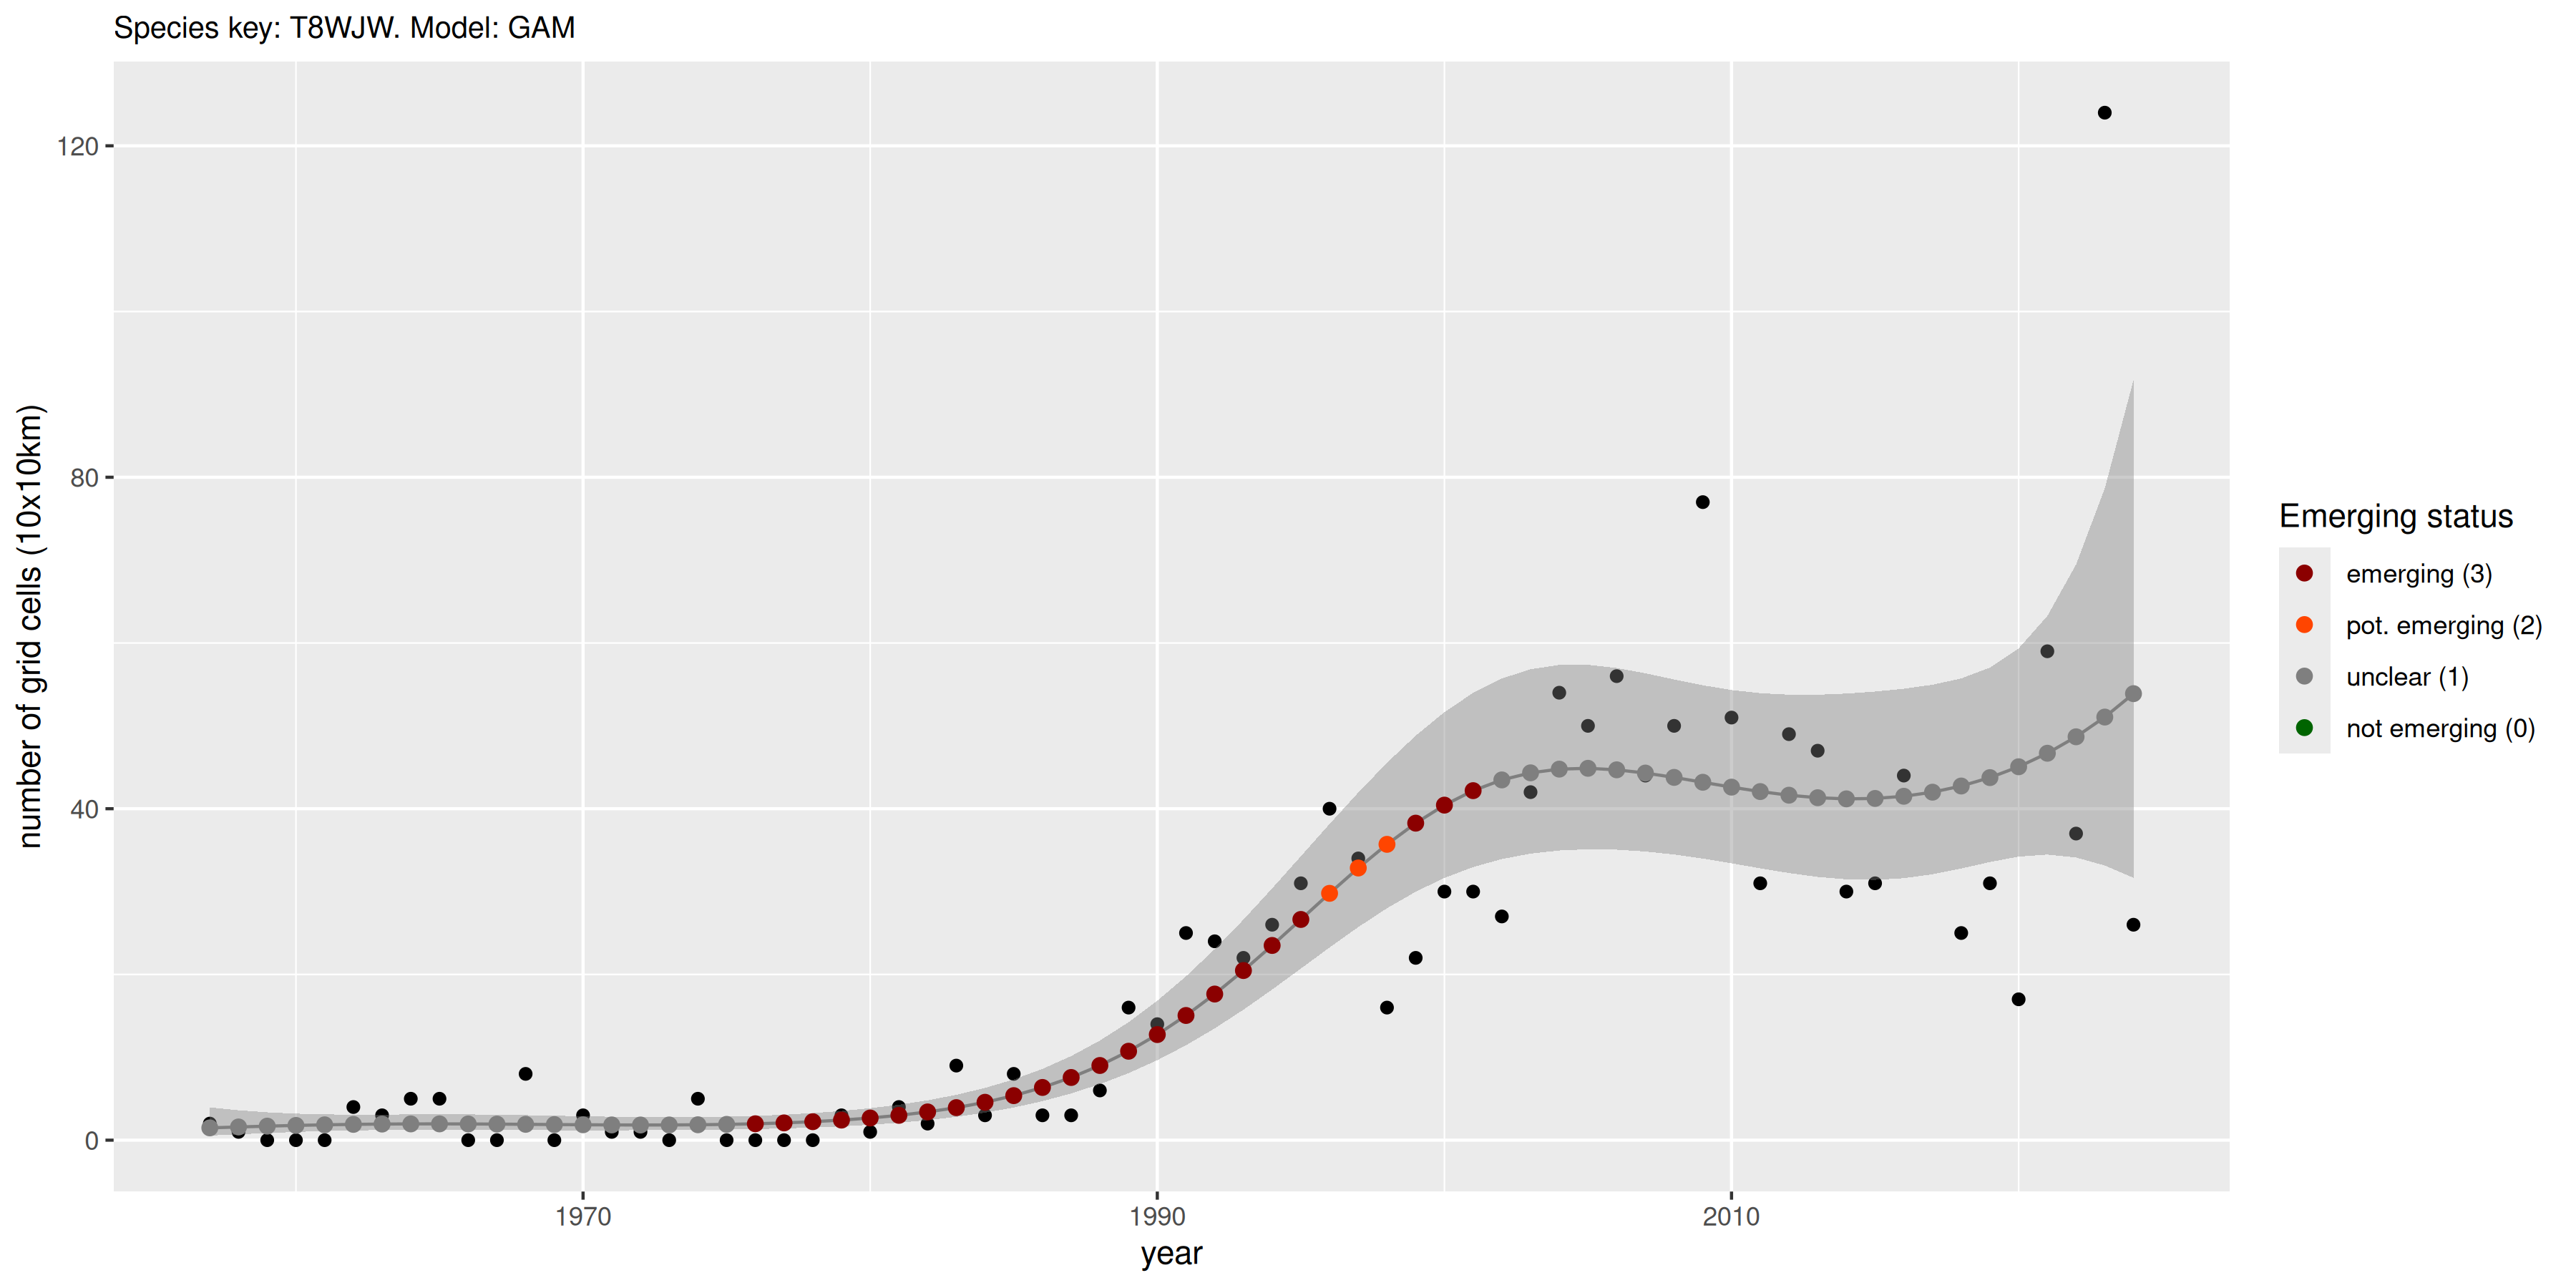 Species key: T8WJW. Model: GAM
120
80
40
0
number of grid cells (10x10km)
1970
1990
2010
year
Emerging status
emerging (3)
pot. emerging (2)
unclear (1)
not emerging (0)